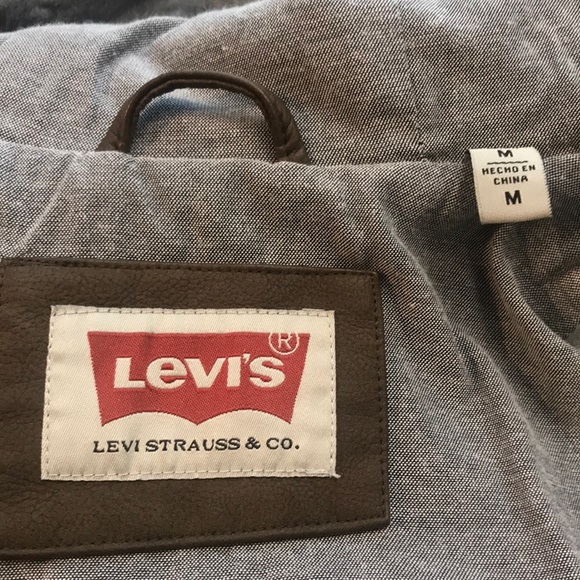 M
HECHO EN
CHINA
M
LEVI'S ®
LEVI STRAUSS & CO.